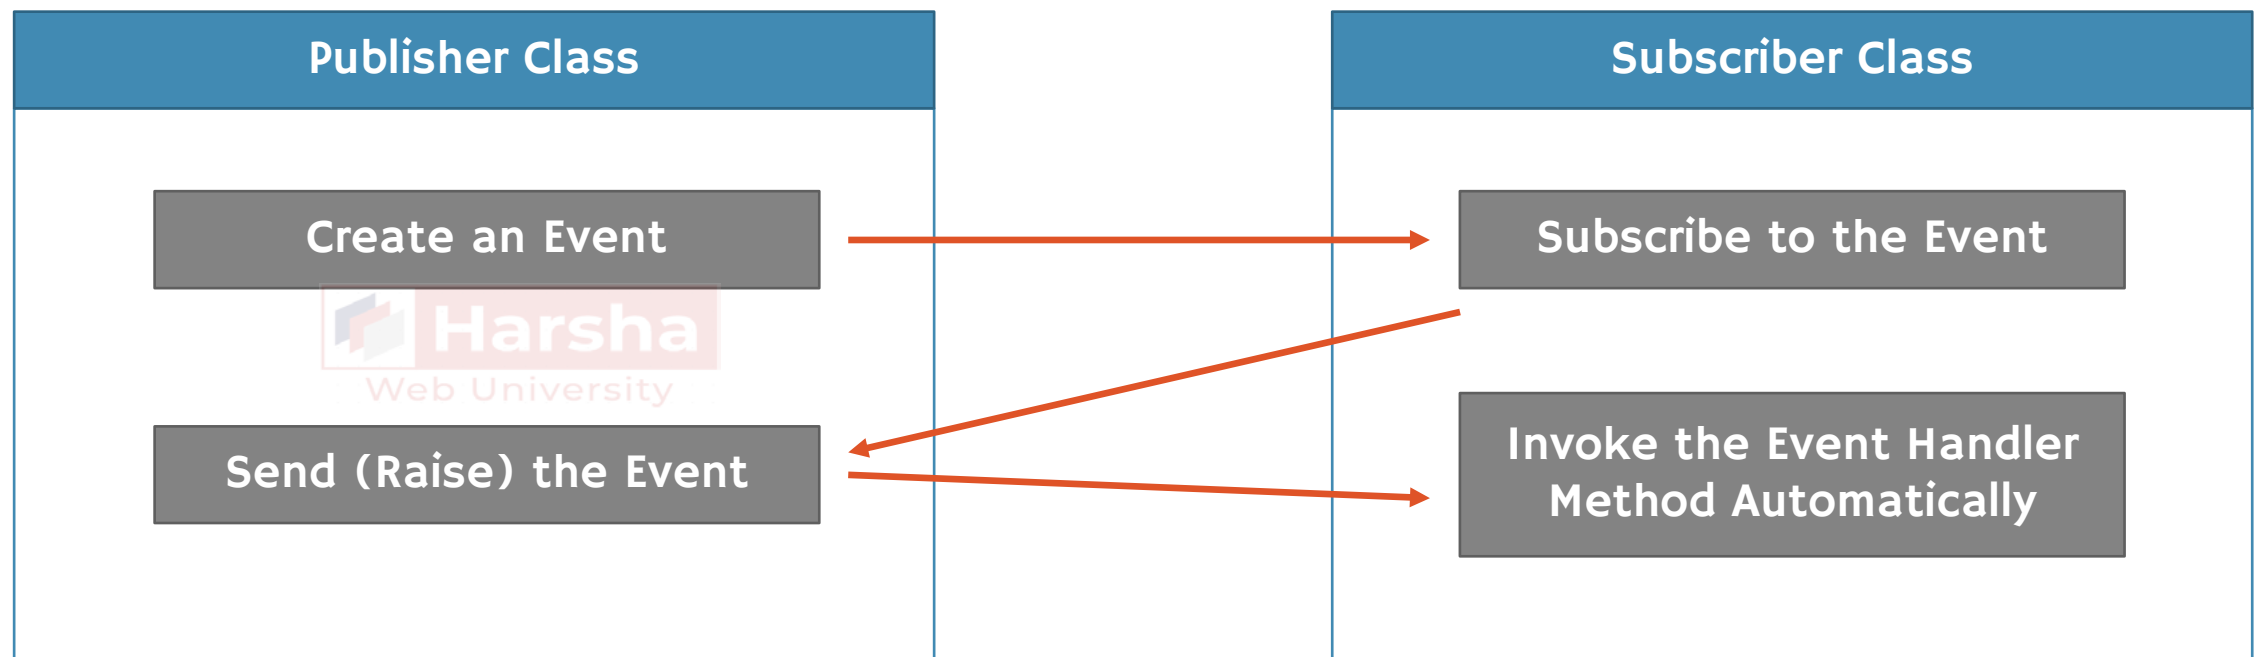 Publisher Class
Create an Event
Harsha
Web University
Send (Raise) the Event
Subscriber Class
Subscribe to the Event
Invoke the Event Handler
Method Automatically